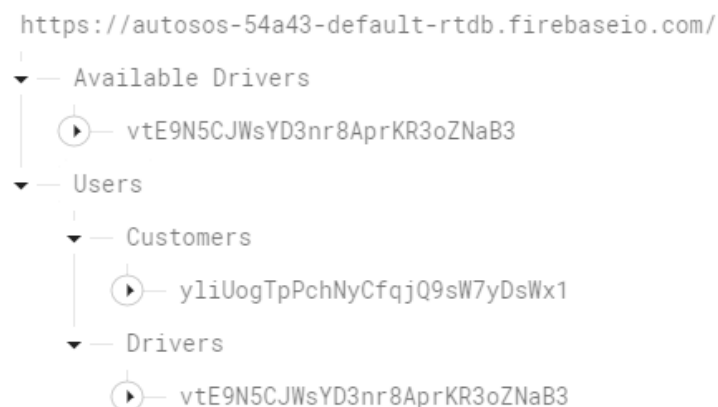 https://autosos-54a43-default-rtdb.firebaseio.com/
Available Drivers
vtE9N5CJWsYD3nr8AprKR3oZNaB3
Users
Customers
yliUogTpPchNyCfqjQ9sW7yDsWx1
Drivers
vtE9N5CJWsYD3nr8AprKR3oZNaB3